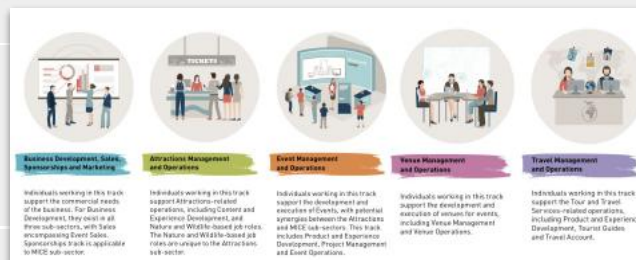 TICKETS
Business Development, Sales,
Sponsorships and Marketing
Individuals working in this track
support the commercial needs
of the business. For Business
Development, they exist in all
three sub-sectors, with Sales
encompassing Event Sales.
Sponsorships track is applicable
to MICE sub-sector.
Attractions Management
and Operations
Individuals working in this track
support Attractions-related
operations, including Content and
Experience Development, and
Nature and Wildlife-based job roles.
The Nature and Wildlife-based job
roles are unique to the Attractions
sub-sector.
Event Management
and Operations
Individuals working in this track
support the development and
execution of Events, with potential
synergies between the Attractions
and MICE sub-sectors. This track
includes Product and Experience
Development, Project Management
and Event Operations.
Venue Management
and Operations
Individuals working in this track
support the development and
execution of venues for events,
including Venue Management
and Venue Operations.
Travel Management
and Operations
Individuals working in this track
support the Tour and Travel
Services-related operations,
including Product and Experience
Development, Tourist Guides
and Travel Account.